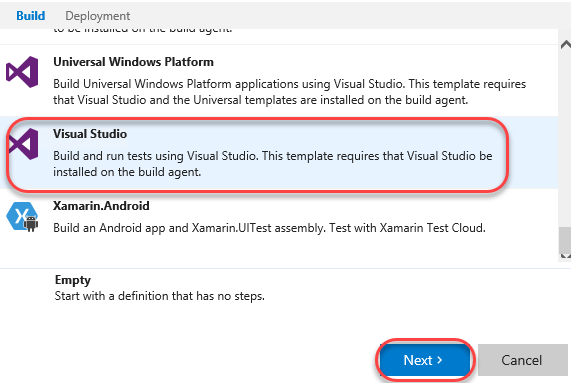 Build Deployment
to be installed on the build agent.
Universal Windows Platform
Build Universal Windows Platform applications using Visual Studio. This template requires
that Visual Studio and the Universal templates are installed on the build agent.
Visual Studio
Build and run tests using Visual Studio. This template requires that Visual Studio be
installed on the build agent.
Xamarin.Android
Build an Android app and Xamarin.UITest assembly. Test with Xamarin Test Cloud.
Empty
Start with a definition that has no steps.
Next > Cancel